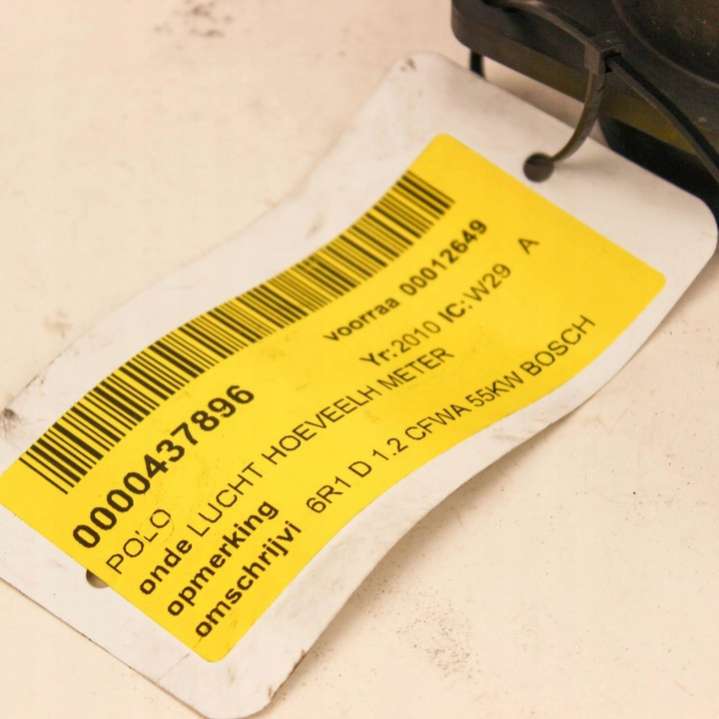 0000437896 voorraa 00012649
POLO Yr:2010 IC:W29 A
onde LUCHT HOEVEELH METER
opmerking
omschrijvi 6R1 D 1.2 CFWA 55KW BOSCH